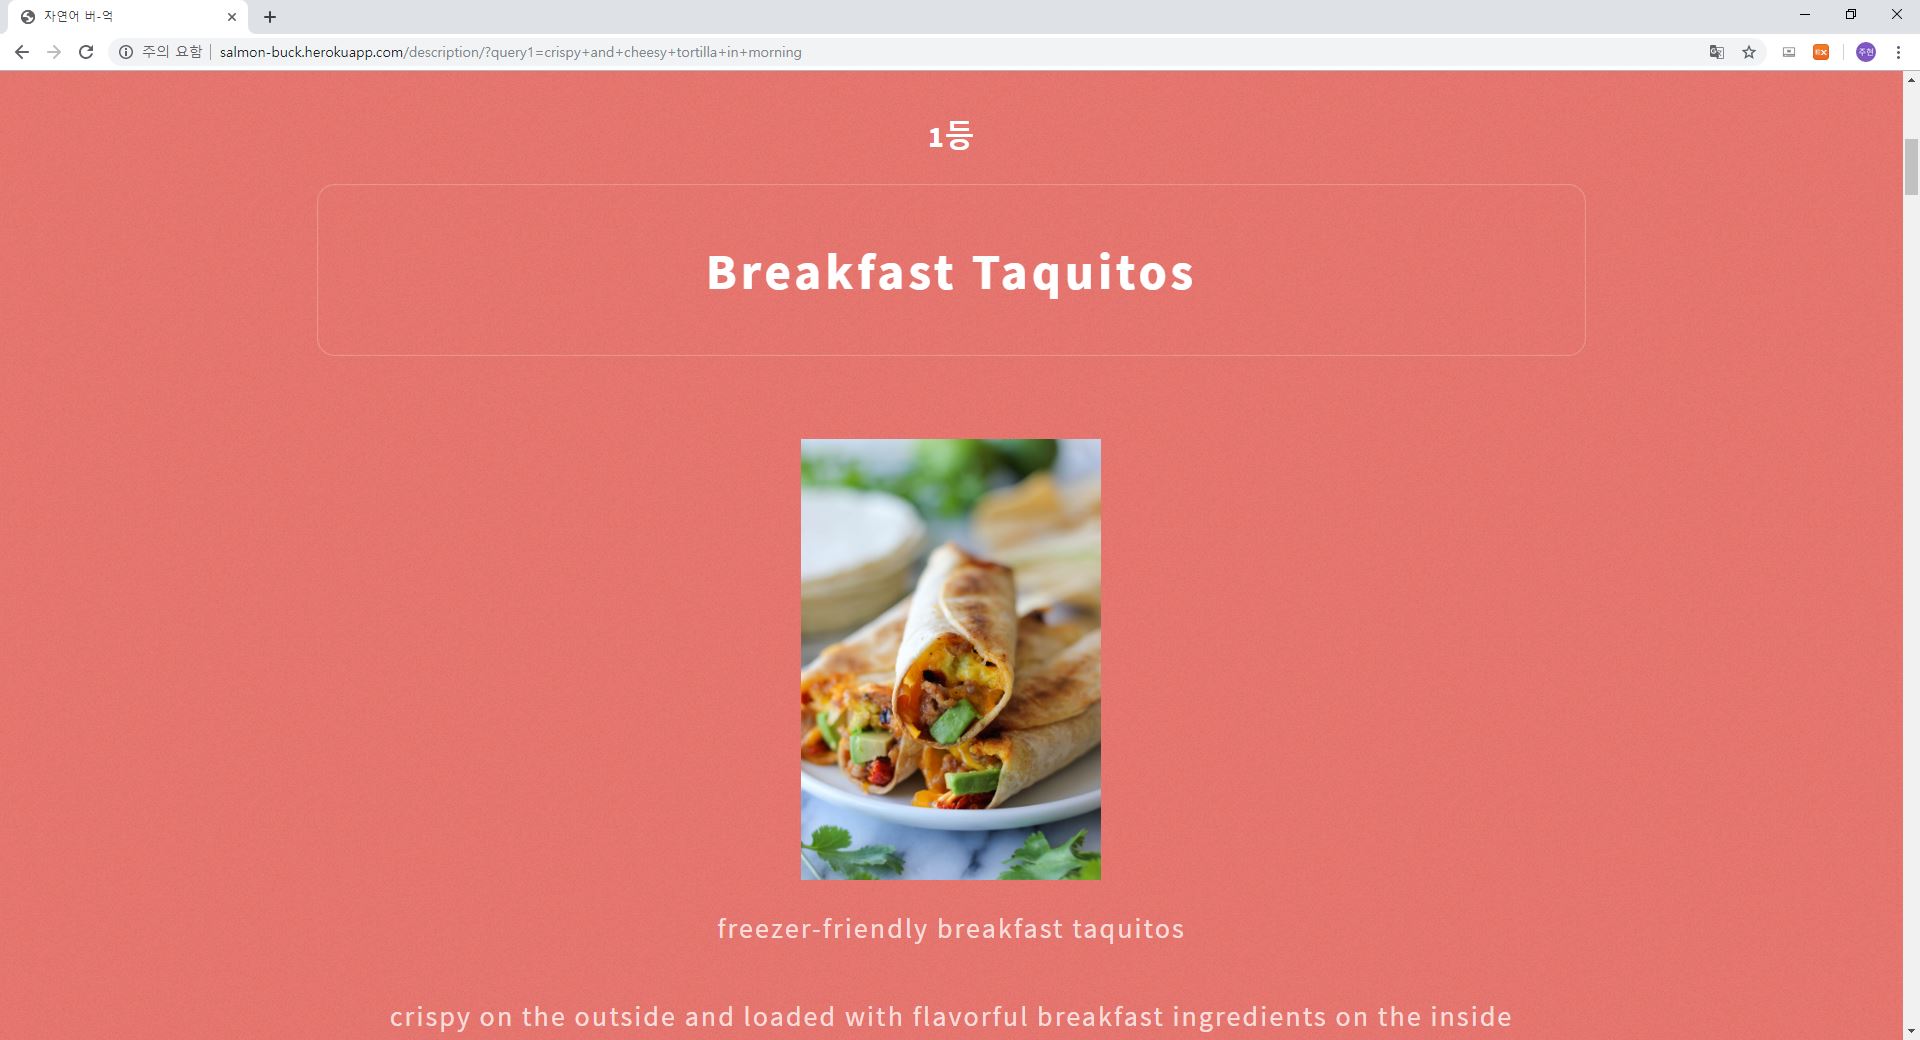 자연어 버-억
주의 요함
salmon-buck.herokuapp.com/description/?query1=crispy+and+cheesy+tortilla+in+morning
주현
1등
Breakfast Taquitos
freezer-friendly breakfast taquitos
crispy on the outside and loaded with flavorful breakfast ingredients on the inside